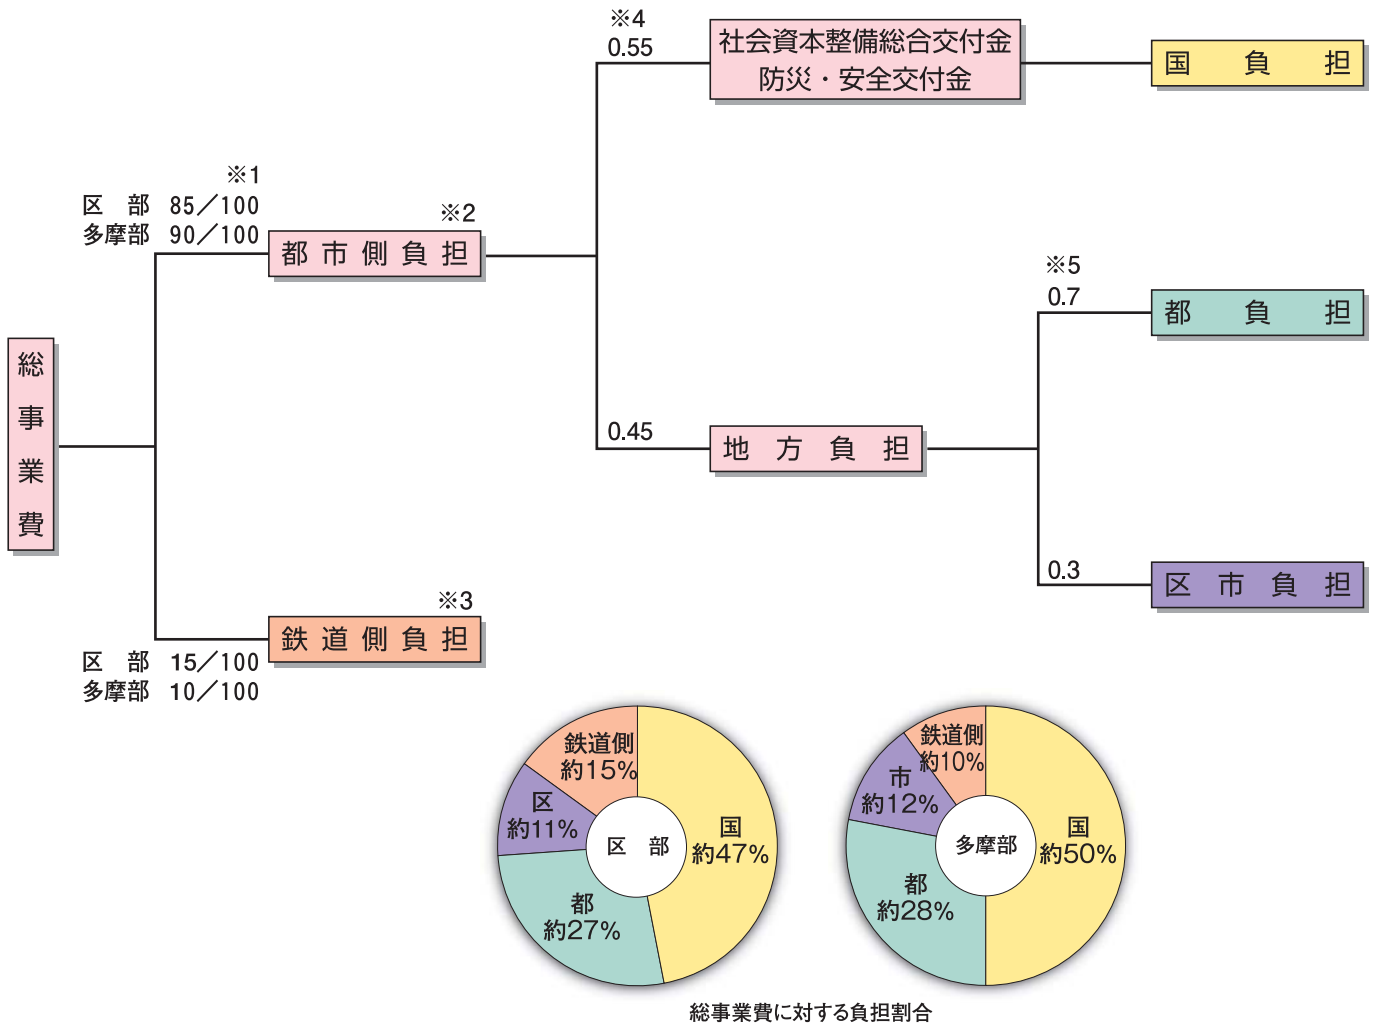 ※4
0.55
社会資本整備総合交付金
防災・安全交付金
国負担
※1
区部 85／100
多摩部 90／100
※2
都市側負担
※5
0.7
都負担
総事業費
0.45
地方負担
0.3
区市負担
※3
鉄道側負担
区部 15／100
多摩部 10／100
鉄道側
約15%
区
約11%
区部
国
約47%
都
約27%
鉄道側
約10%
市
約12%
多摩部
国
約50%
都
約28%
総事業費に対する負担割合